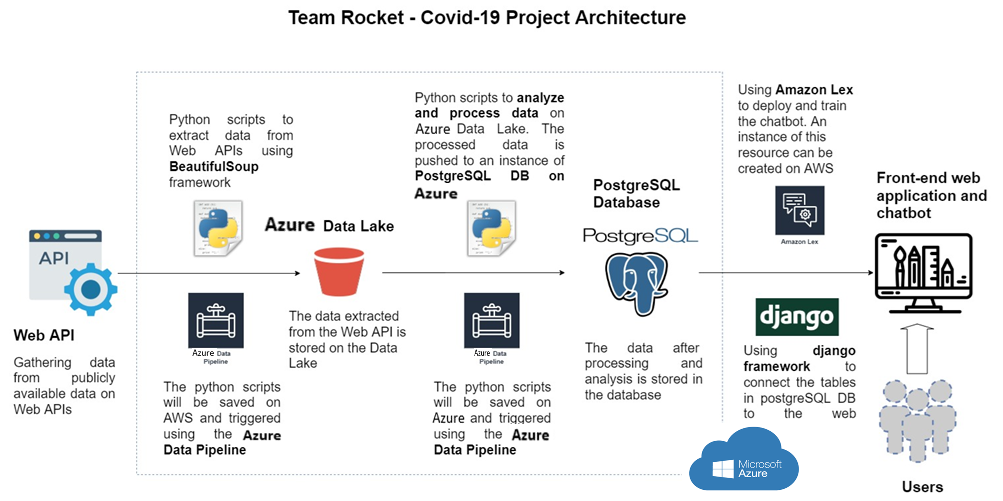 Team Rocket - Covid-19 Project Architecture
API
Web API
Gathering data
from publicly
available data on
Web APIs
Python scripts to
extract data from
Web APIs using
BeautifulSoup
framework
Azure Data
Pipeline
The python scripts
will be saved on
AWS and triggered
using the Azure
Data Pipeline
Azure Data Lake
The data extracted
from the Web API is
stored on the Data
Lake
Python scripts to analyze
and process data on
Azure Data Lake. The
processed data is
pushed to an instance of
PostgreSQL DB on
Azure
Azure Data
Pipeline
The python scripts
will be saved on
Azure and triggered
using the Azure
Data Pipeline
PostgreSQL
Database
PostgreSQL
The data after
processing and
analysis is stored in
the database
Using Amazon Lex
to deploy and train
the chatbot. An
instance of this
resource can be
created on AWS
Amazon Lex
django
Using django
framework to
connect the tables
in postgreSQL DB
to the web
Microsoft
Azure
Front-end web
application and
chatbot
Users